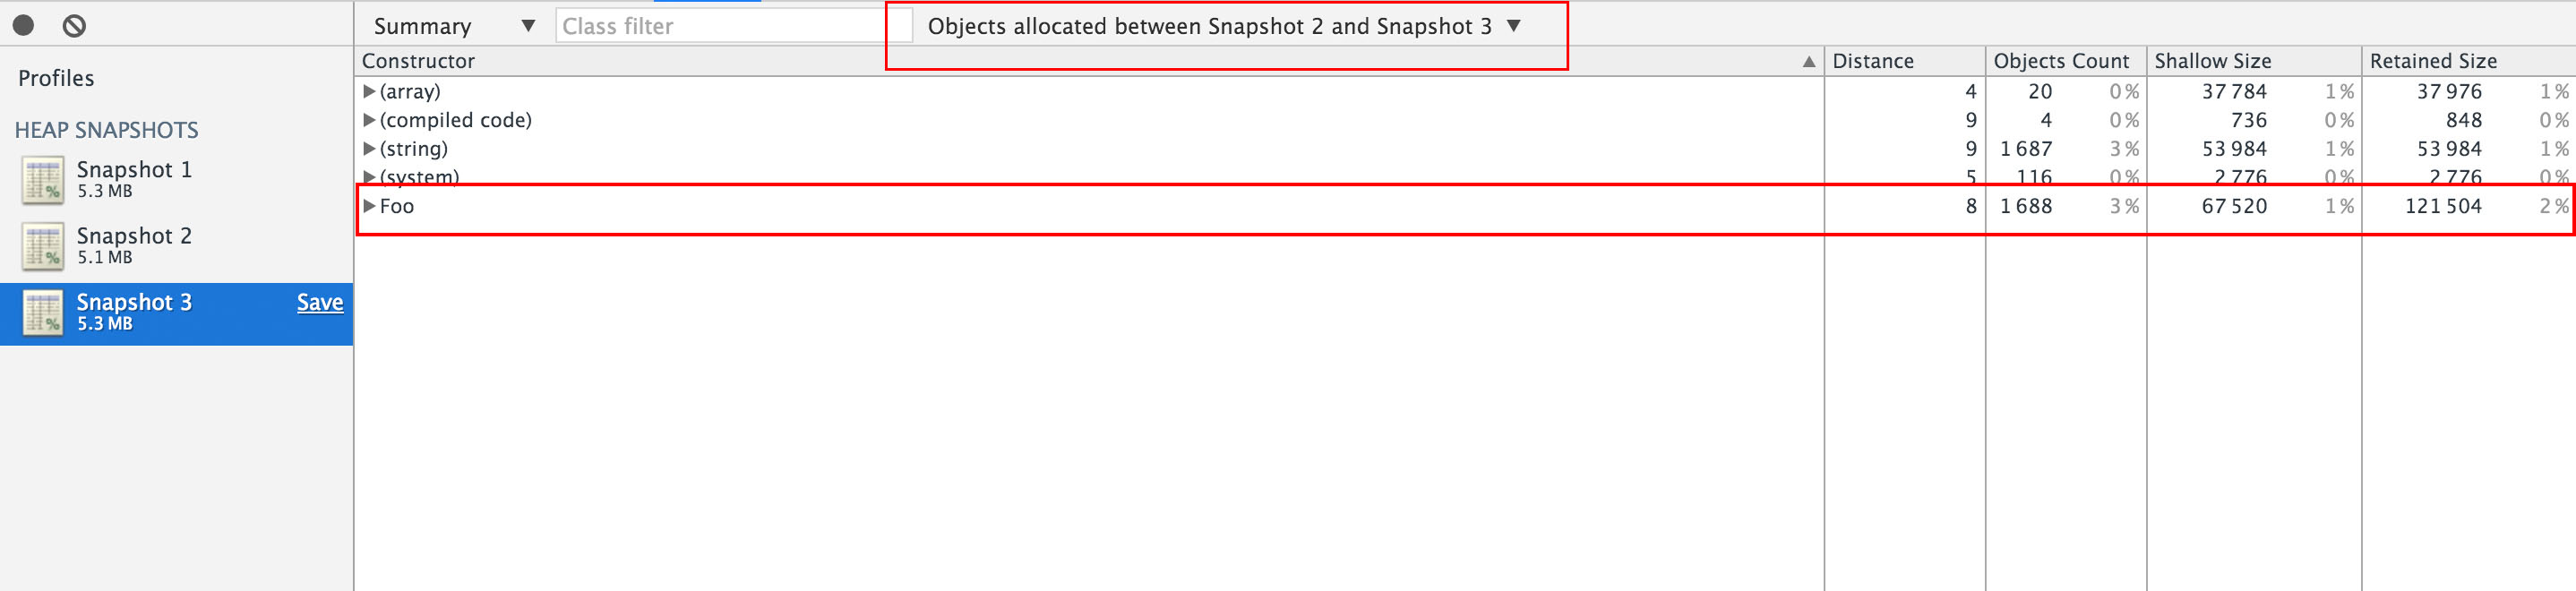 Summary ▼ Class filter Objects allocated between Snapshot 2 and Snapshot 3 ▼
Profiles
HEAP SNAPSHOTS
Snapshot 1
5.3 MB
Snapshot 2
5.1 MB
Snapshot 3 Save
5.3 MB
Constructor ▲ Distance Objects Count Shallow Size Retained Size
▶(array) 4 20 0% 37 784 1% 37 976 1%
▶(compiled code) 9 4 0% 736 0% 848 0%
▶(string) 9 1 687 3% 53 984 1% 53 984 1%
▶(system) 5 116 0% 2 776 0% 2 776 0%
▶Foo 8 1 688 3% 67 520 1% 121 504 2%